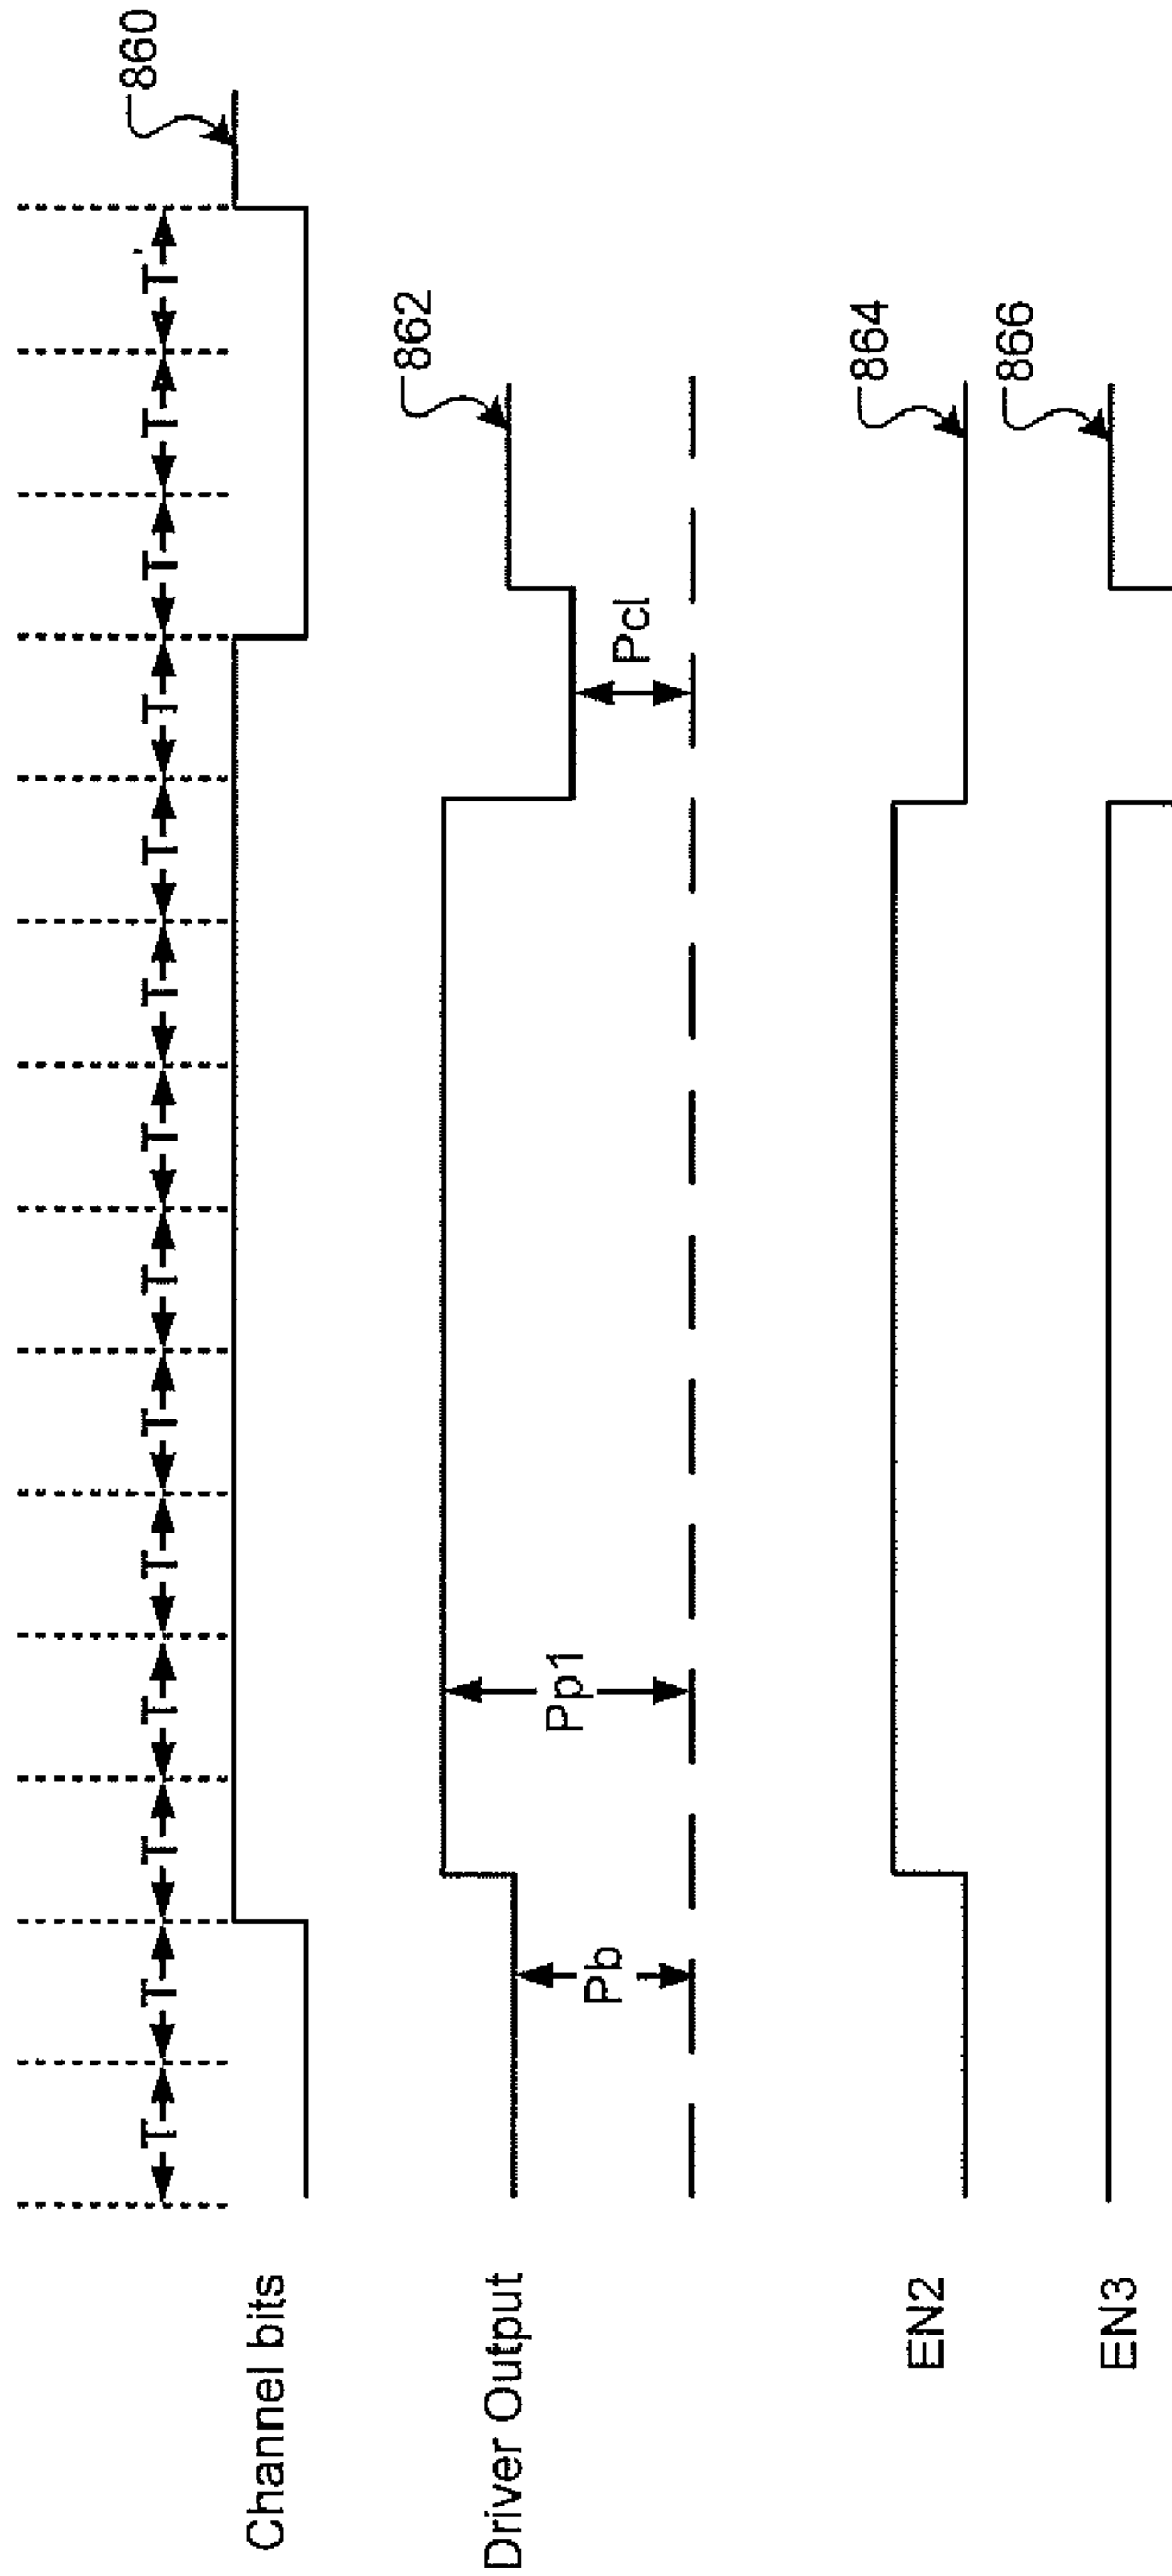 T T T T T T T T T T T T T T
Channel bits 860
Driver Output Pb Pp1 Pcl 862
EN2 864
EN3 866